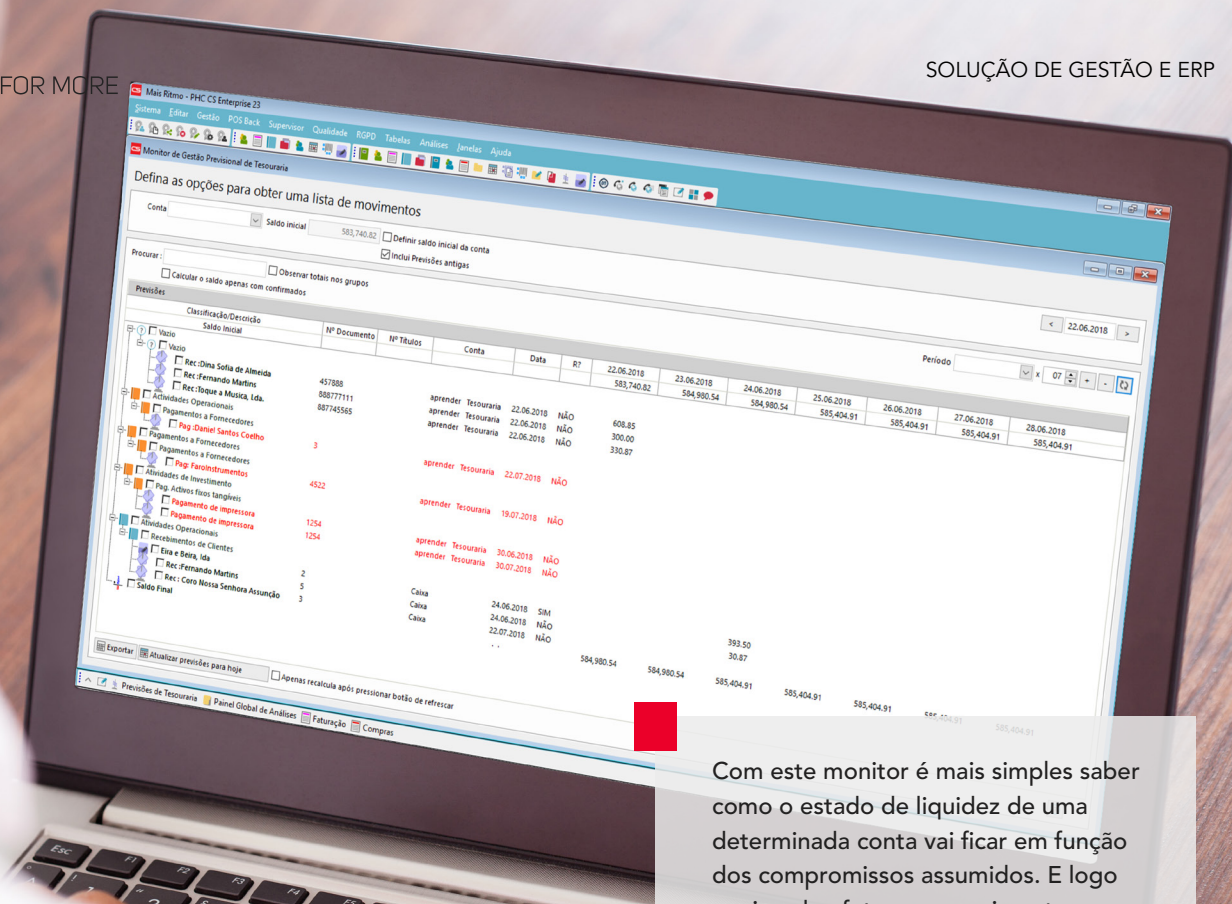 FOR MORE
SOLUÇÃO DE GESTÃO E ERP
Mais Ritmo - PHC CS Enterprise 23
Sistema Editar Gestão POS Back Supervisor Qualidade RGPD Tabelas Análises Janelas Ajuda
Monitor de Gestão Previsional de Tesouraria
Defina as opções para obter uma lista de movimentos
Conta Saldo inicial 583,740.82 Definir saldo inicial da conta
Inclui Previsões antigas
< 22.06.2018 >
Procurar : Observar totais nos grupos
Calcular o saldo apenas com confirmados
Período x 07 + -
Previsões
Classificação/Descrição Nº Documento Nº Títulos Conta Data R? 22.06.2018 23.06.2018 24.06.2018 25.06.2018 26.06.2018 27.06.2018 28.06.2018
Saldo Inicial 583,740.82 584,980.54 584,980.54 585,404.91 585,404.91 585,404.91 585,404.91
Vazio
Vazio
Rec :Dina Sofia de Almeida 457888 aprender Tesouraria 22.06.2018 NÃO 608.85
Rec :Fernando Martins 888777111 aprender Tesouraria 22.06.2018 NÃO 300.00
Rec :Toque a Musica, Lda. 887745565 aprender Tesouraria 22.06.2018 NÃO 330.87
Actividades Operacionais
Pagamentos a Fornecedores
Pag :Daniel Santos Coelho 3 aprender Tesouraria 22.07.2018 NÃO
Pagamentos a Fornecedores
Pagamentos a Fornecedores
Pag: Faroinstrumentos 4522 aprender Tesouraria 19.07.2018 NÃO
Atividades de Investimento
Pag. Activos fixos tangíveis
Pagamento de impressora 1254 aprender Tesouraria 30.06.2018 NÃO
Pagamento de impressora 1254 aprender Tesouraria 30.07.2018 NÃO
Atividades Operacionais
Recebimentos de Clientes
Eira e Beira, lda 2 Caixa 24.06.2018 SIM 393.50
Rec :Fernando Martins 5 Caixa 24.06.2018 NÃO 30.87
Rec : Coro Nossa Senhora Assunção 3 Caixa 22.07.2018 NÃO
Saldo Final . . 584,980.54 584,980.54 585,404.91 585,404.91 585,404.91 585,404.91 585,404.91
Exportar Atualizar previsões para hoje Apenas recalcula após pressionar botão de refrescar
Previsões de Tesouraria Painel Global de Análises Faturação Compras
Com este monitor é mais simples saber
como o estado de liquidez de uma
determinada conta vai ficar em função
dos compromissos assumidos. E logo
Esc F1 F2 F3 F4
1 2